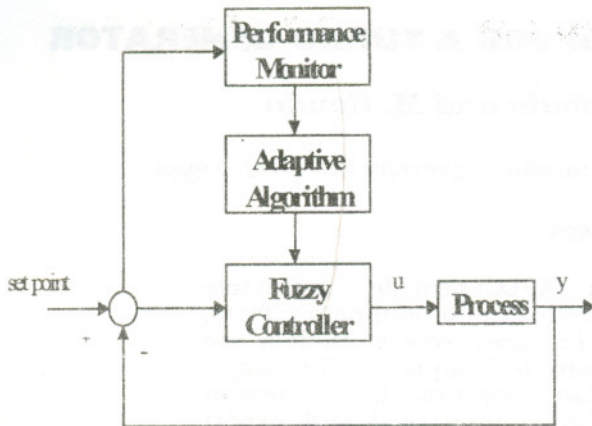 Performance
Monitor
Adaptive
Algorithm
set point
Fuzzy
Controller
u
Process
y
+
-